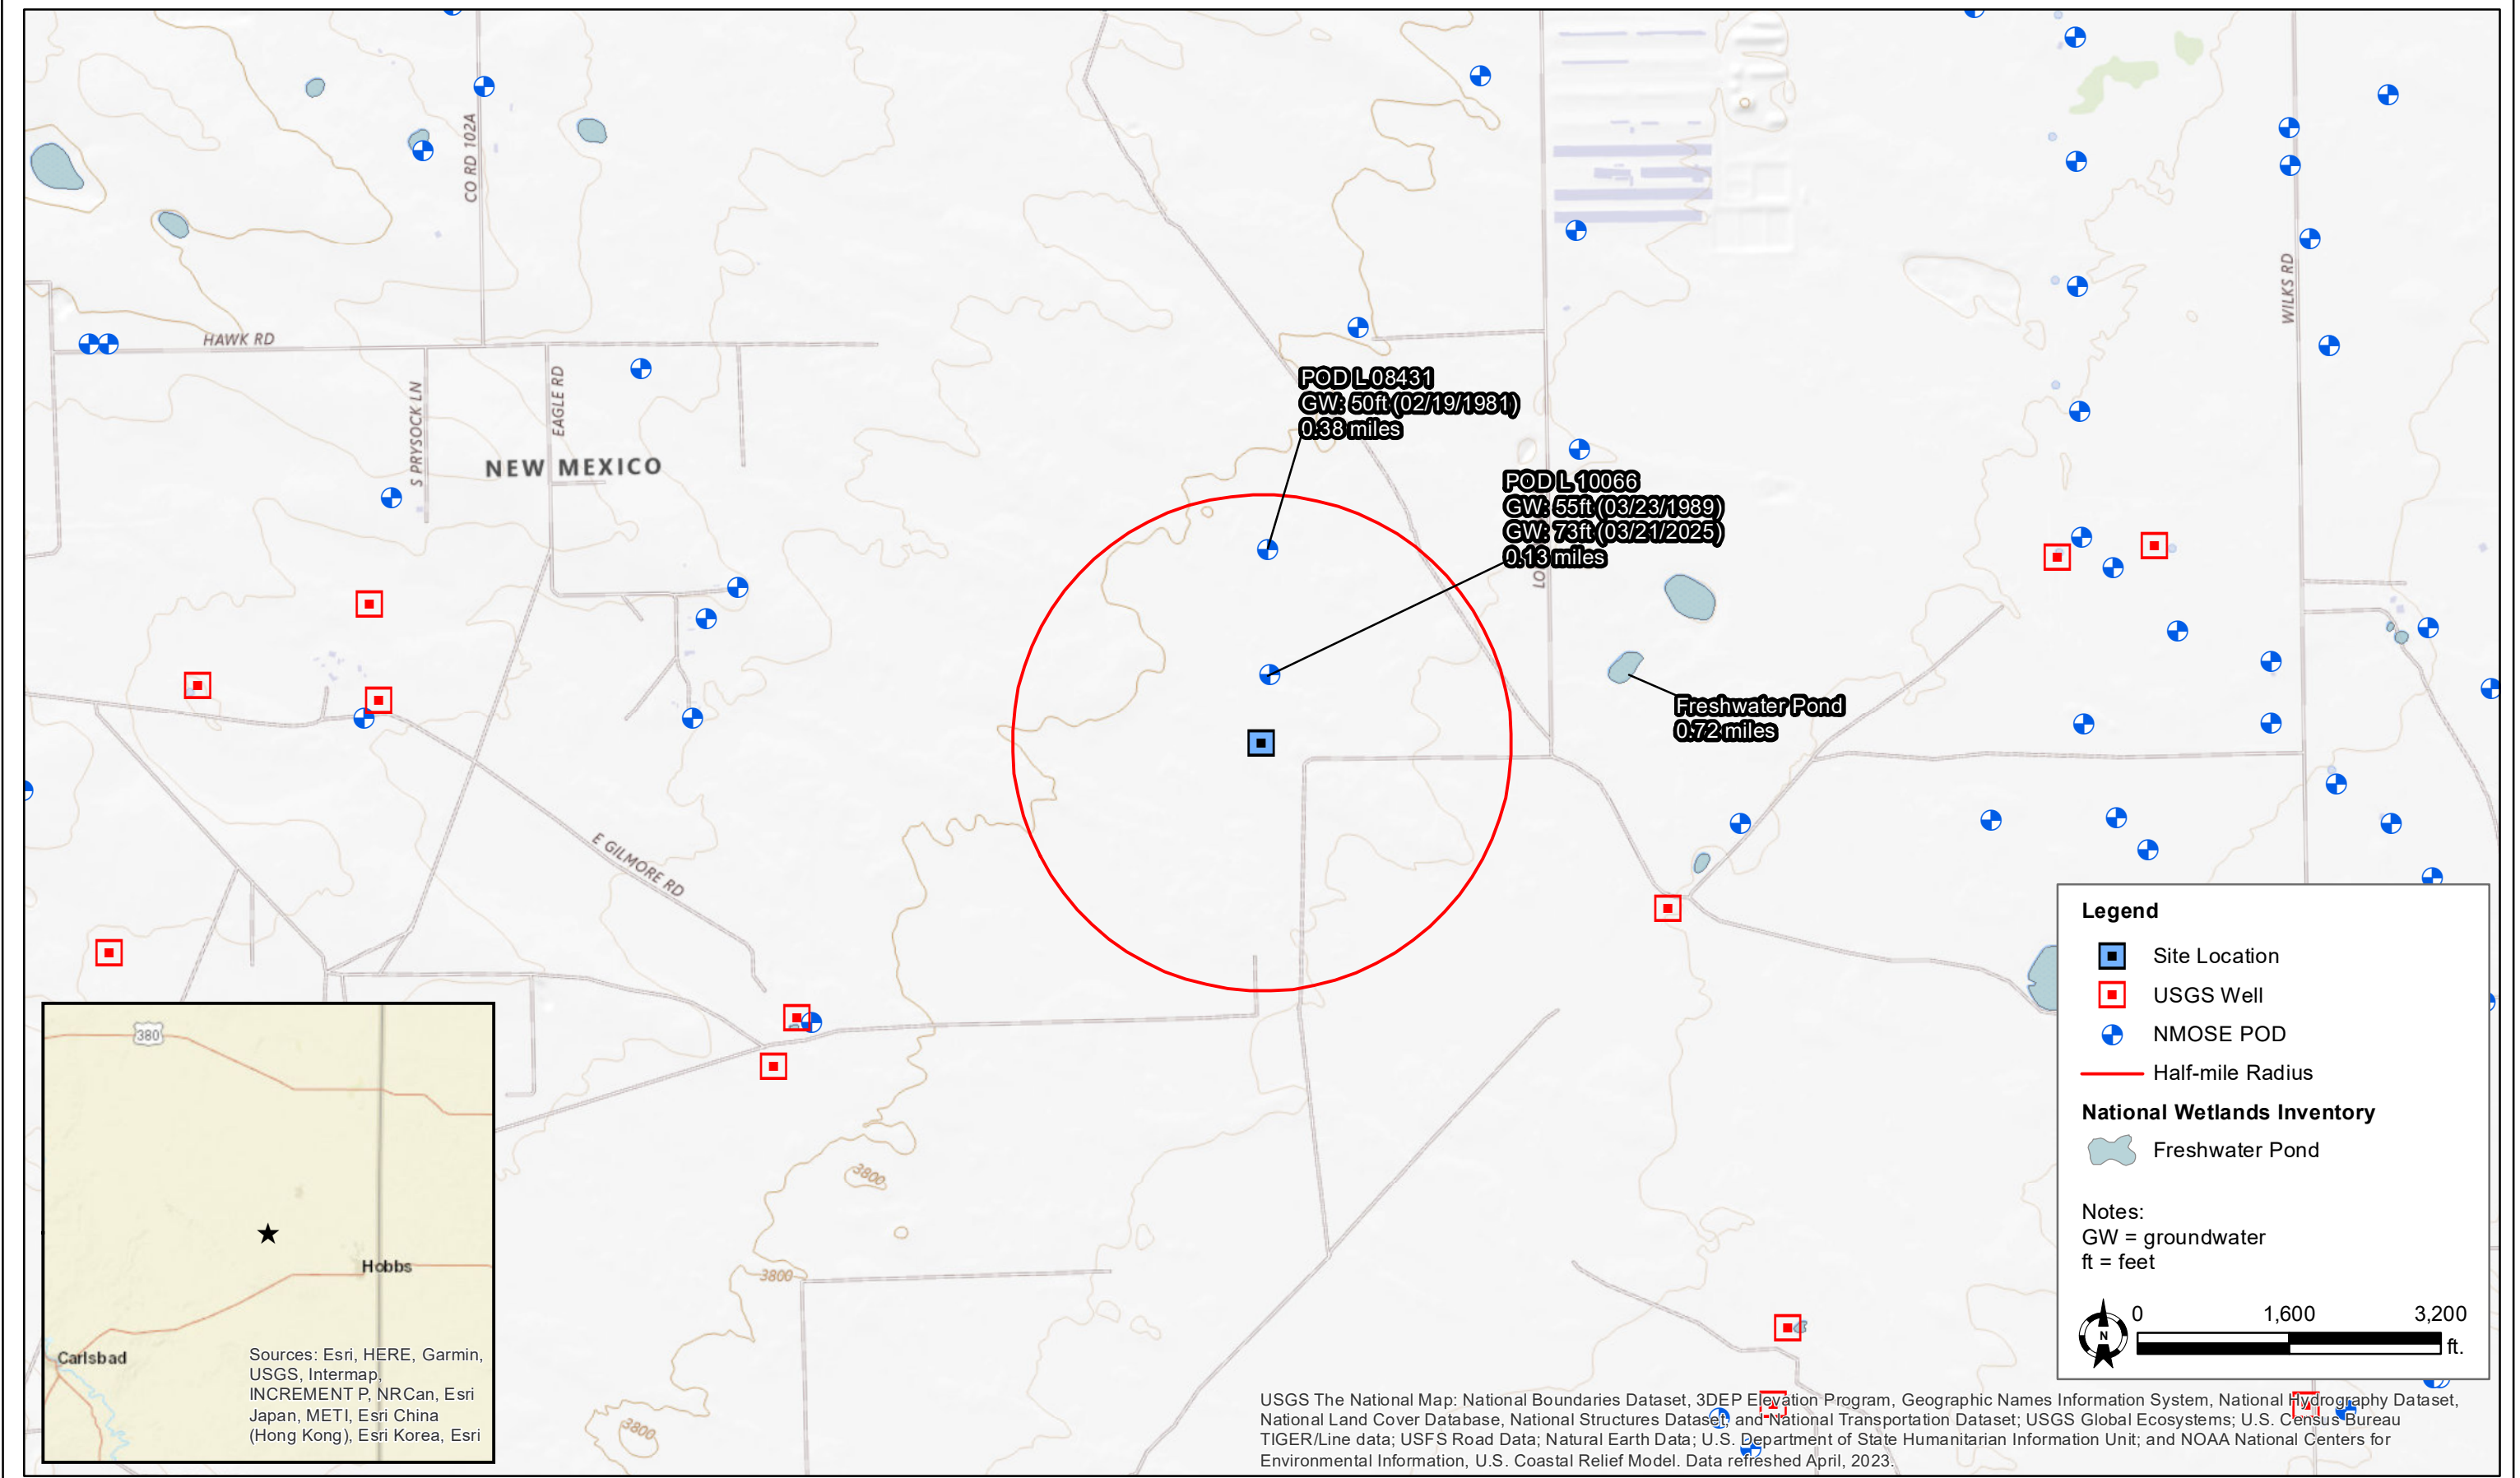 CO RD 102A
HAWK RD
S PRYSOCK LN
EAGLE RD
NEW MEXICO
WILKS RD
POD L 08431
GW: 50ft (02/19/1981)
0.38 miles
POD L 10066
GW: 55ft (03/23/1989)
GW: 73ft (03/21/2025)
0.13 miles
LO
Freshwater Pond
0.72 miles
E GILMORE RD
3800
3800
3800
380
Hobbs
Carlsbad
Sources: Esri, HERE, Garmin,
USGS, Intermap,
INCREMENT P, NRCan, Esri
Japan, METI, Esri China
(Hong Kong), Esri Korea, Esri
Legend
Site Location
USGS Well
NMOSE POD
Half-mile Radius
National Wetlands Inventory
Freshwater Pond
Notes:
GW = groundwater
ft = feet
N
0 1,600 3,200
ft.
USGS The National Map: National Boundaries Dataset, 3DEP Elevation Program, Geographic Names Information System, National Hydrography Dataset,
National Land Cover Database, National Structures Dataset, and National Transportation Dataset; USGS Global Ecosystems; U.S. Census Bureau
TIGER/Line data; USFS Road Data; Natural Earth Data; U.S. Department of State Humanitarian Information Unit; and NOAA National Centers for
Environmental Information, U.S. Coastal Relief Model. Data refreshed April, 2023.